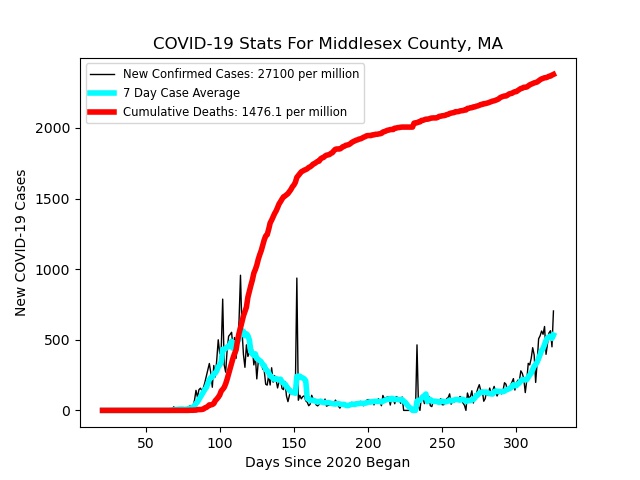 COVID-19 Stats For Middlesex County, MA
New Confirmed Cases: 27100 per million
7 Day Case Average
Cumulative Deaths: 1476.1 per million
New COVID-19 Cases
2000
1500
1000
500
0
50
100
150
200
250
300
Days Since 2020 Began